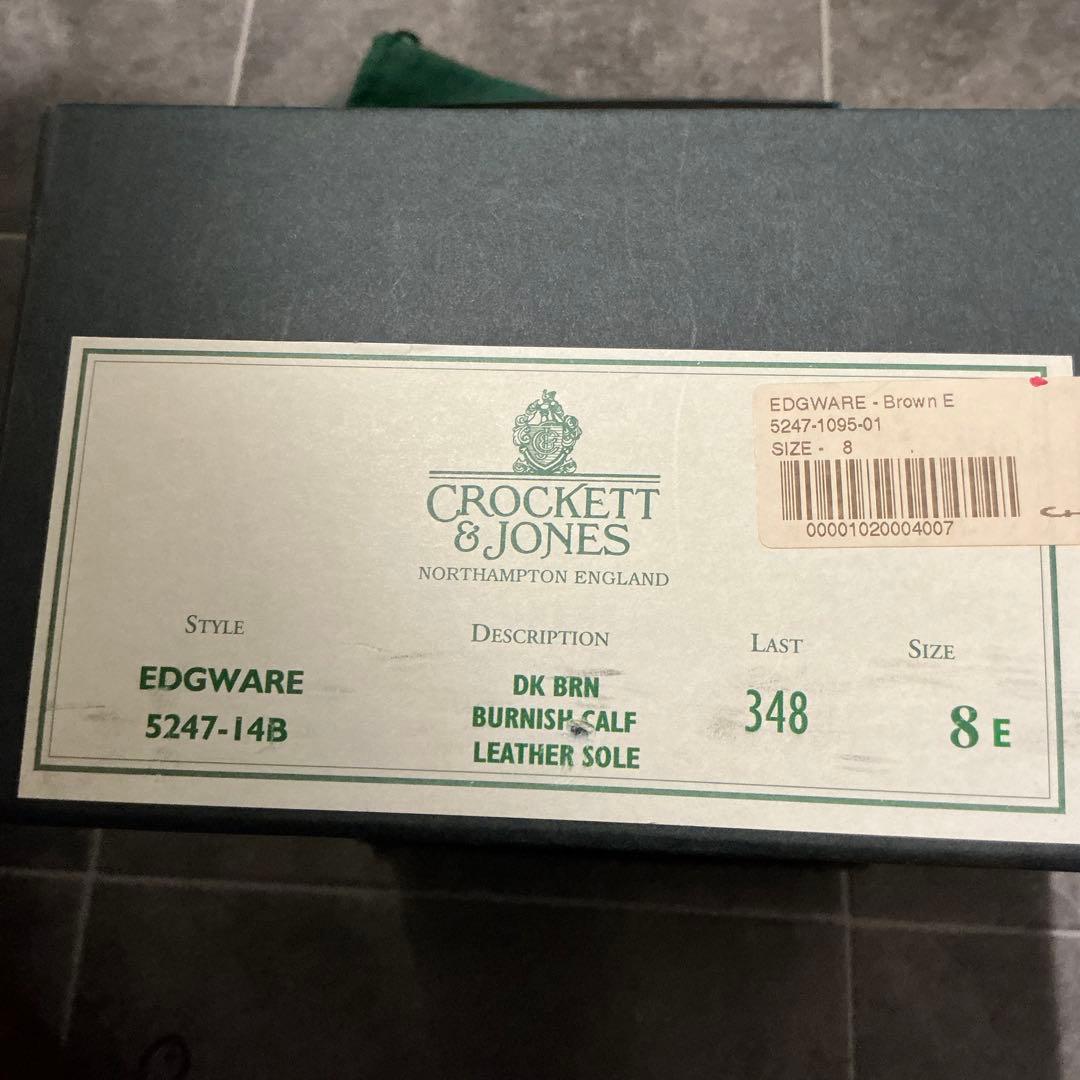 EDGWARE - Brown E
5247-1095-01
SIZE - 8
00001020004007
CROCKETT
& JONES
NORTHAMPTON ENGLAND
STYLE
EDGWARE
5247-14B
DESCRIPTION
DK BRN
BURNISH CALF
LEATHER SOLE
LAST
348
SIZE
8 E